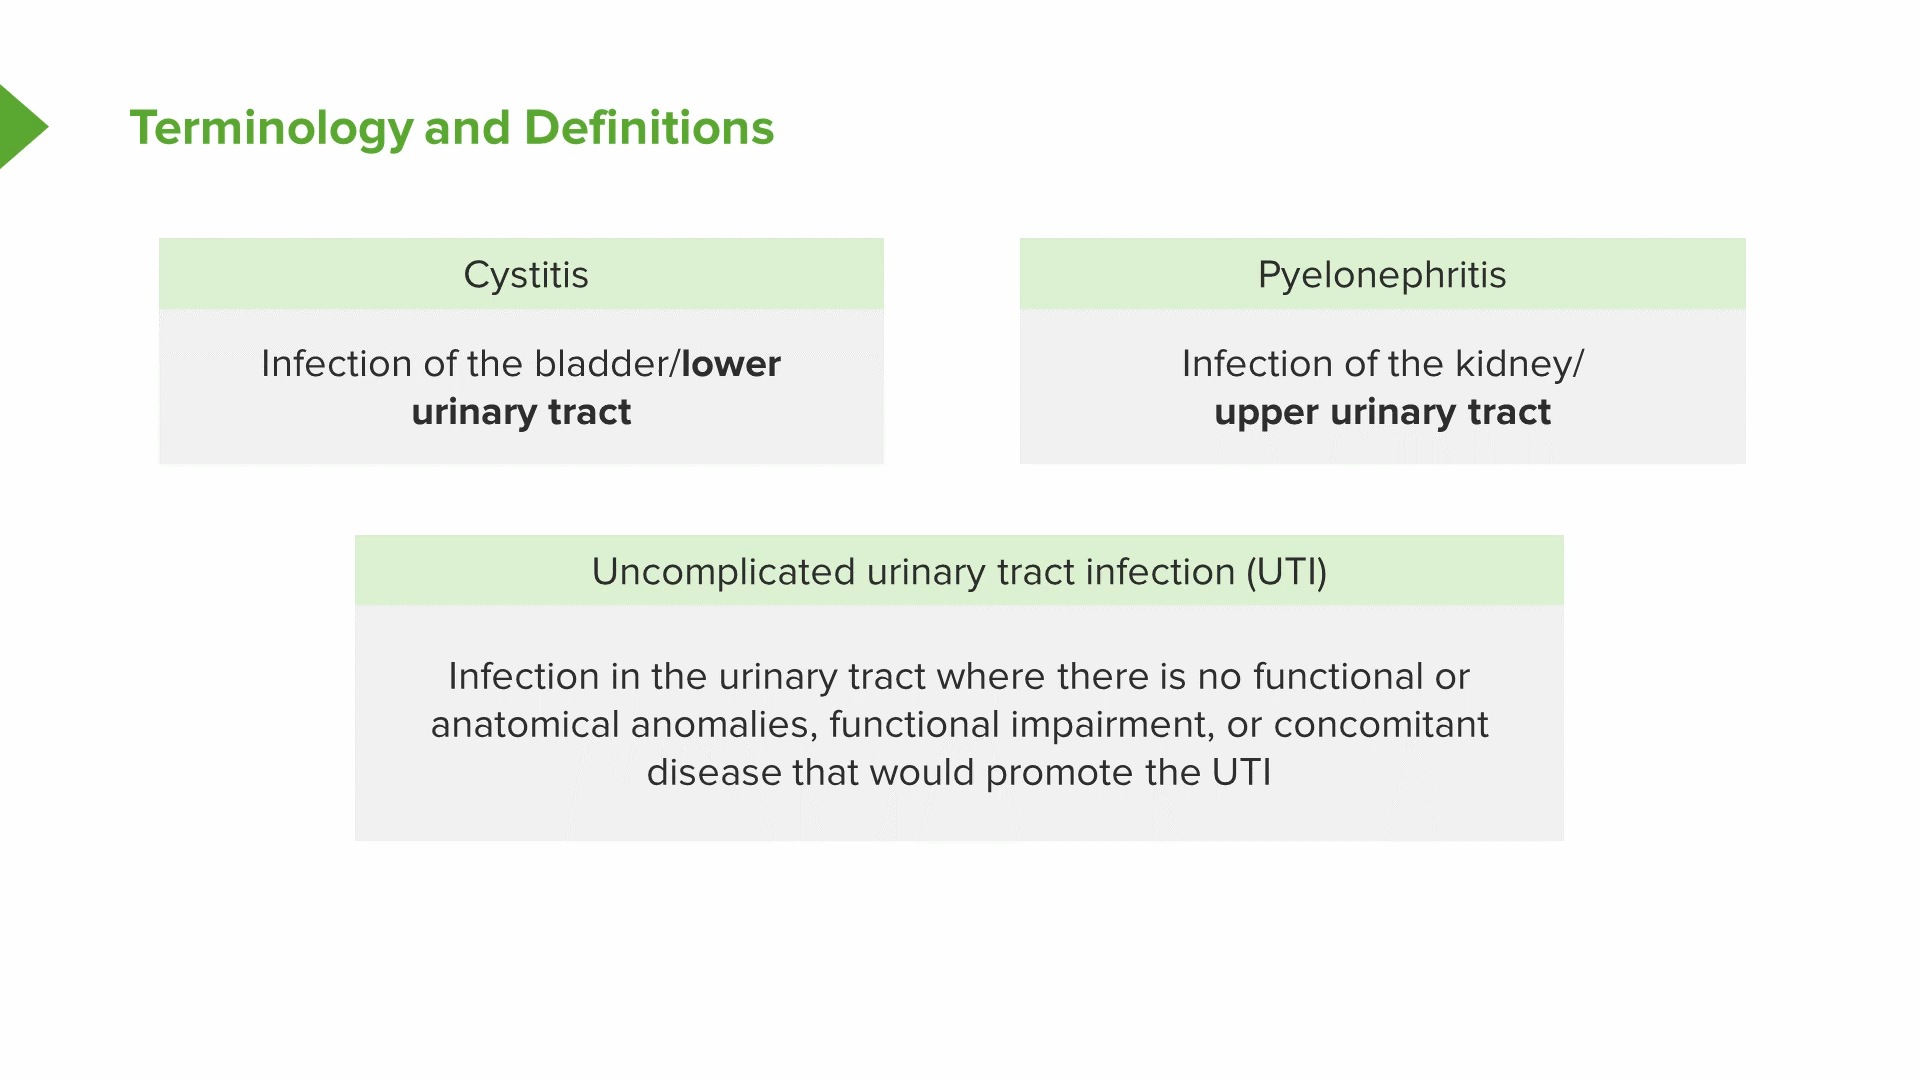 Terminology and Definitions
Cystitis
Infection of the bladder/lower
urinary tract
Pyelonephritis
Infection of the kidney/
upper urinary tract
Uncomplicated urinary tract infection (UTI)
Infection in the urinary tract where there is no functional or
anatomical anomalies, functional impairment, or concomitant
disease that would promote the UTI